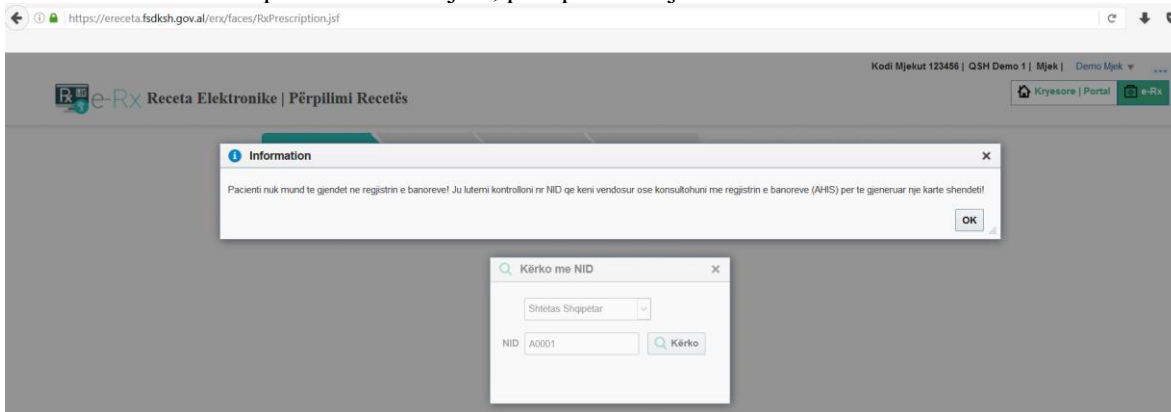 https://ereceta.fsdksh.gov.al/erx/faces/RxPrescription.jsf
Kodi Mjekut 123456 | QSH Demo 1 | Mjek | Demo Mjek
e-Rx Receta Elektronike | Përpilimi Recetës
Kryesore | Portal e-Rx
Information
Pacienti nuk mund te gjendet ne regjistrin e banoreve! Ju lutemi kontrolloni nr NID qe keni vendosur ose konsultohuni me regjistrin e banoreve (AHIS) per te gjeneruar nje karte shendeti!
OK
Kërko me NID
Shtetas Shqipëtar
NID A0001 Kërko